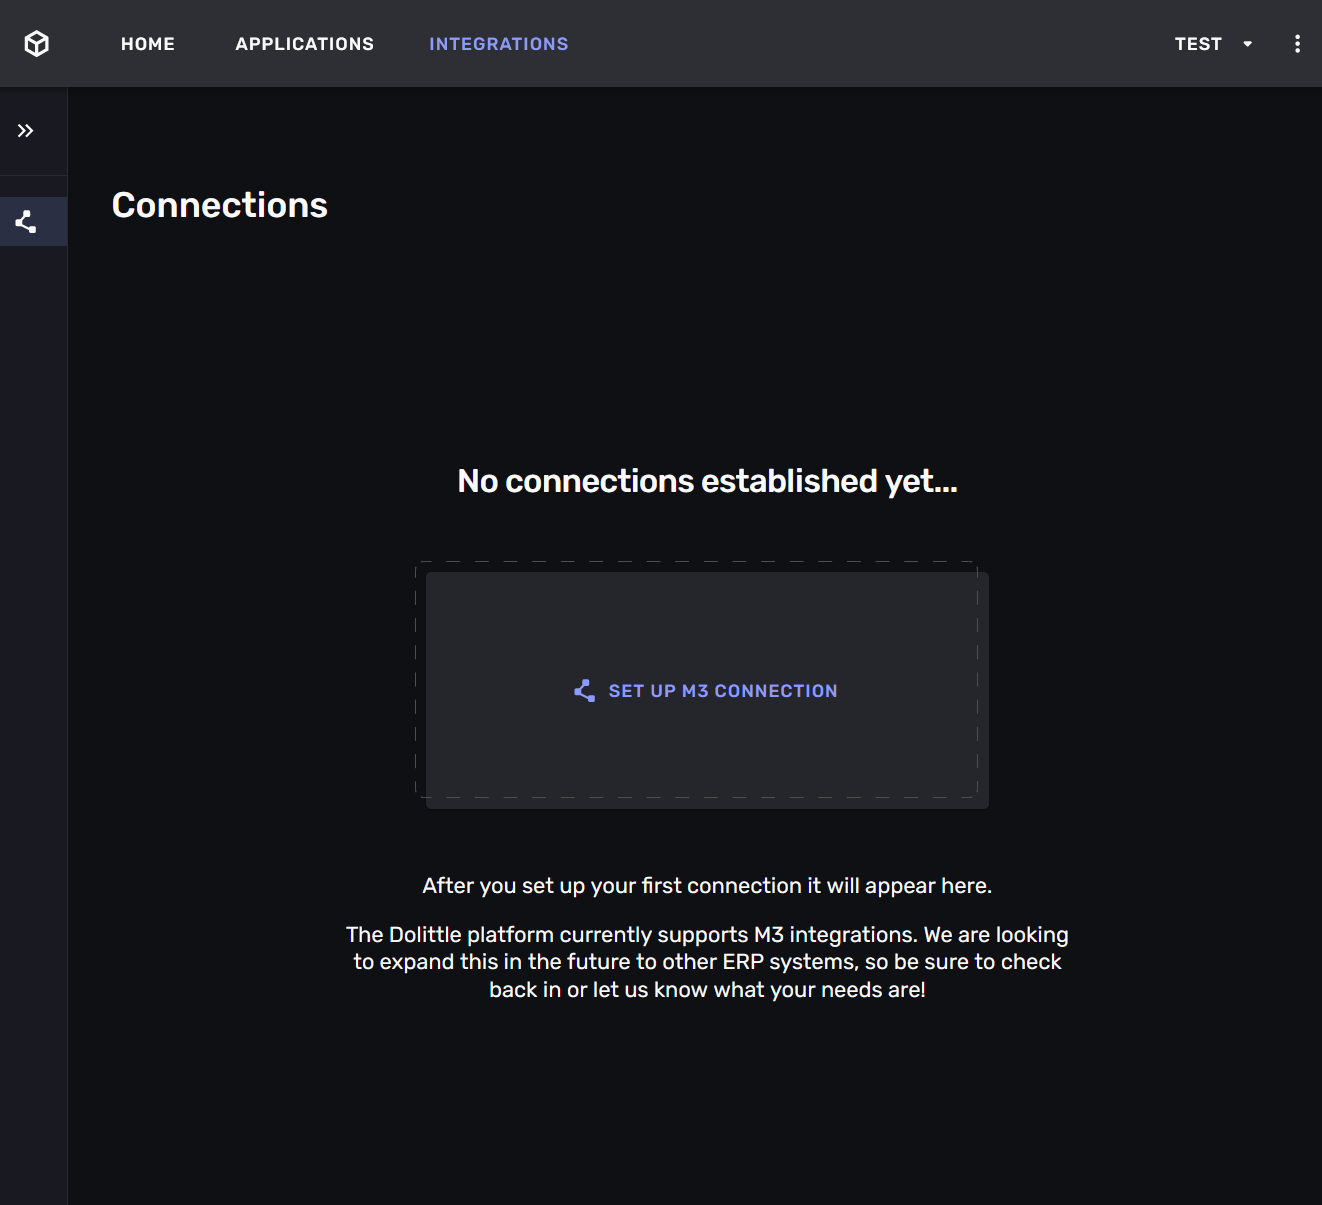 HOME
APPLICATIONS
INTEGRATIONS
TEST
Connections
No connections established yet...
SET UP M3 CONNECTION
After you set up your first connection it will appear here.
The Dolittle platform currently supports M3 integrations. We are looking
to expand this in the future to other ERP systems, so be sure to check
back in or let us know what your needs are!